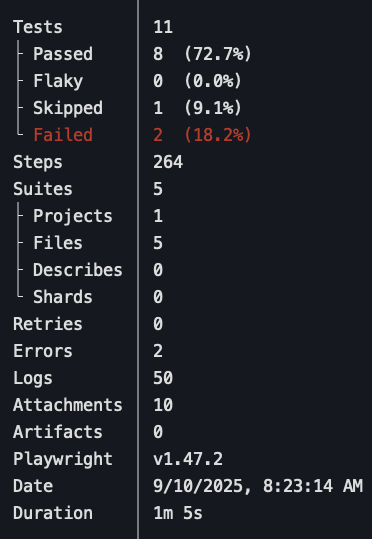 Tests 11
├ Passed 8 (72.7%)
├ Flaky 0 (0.0%)
├ Skipped 1 (9.1%)
└ Failed 2 (18.2%)
Steps 264
Suites 5
├ Projects 1
├ Files 5
├ Describes 0
└ Shards 0
Retries 0
Errors 2
Logs 50
Attachments 10
Artifacts 0
Playwright v1.47.2
Date 9/10/2025, 8:23:14 AM
Duration 1m 5s